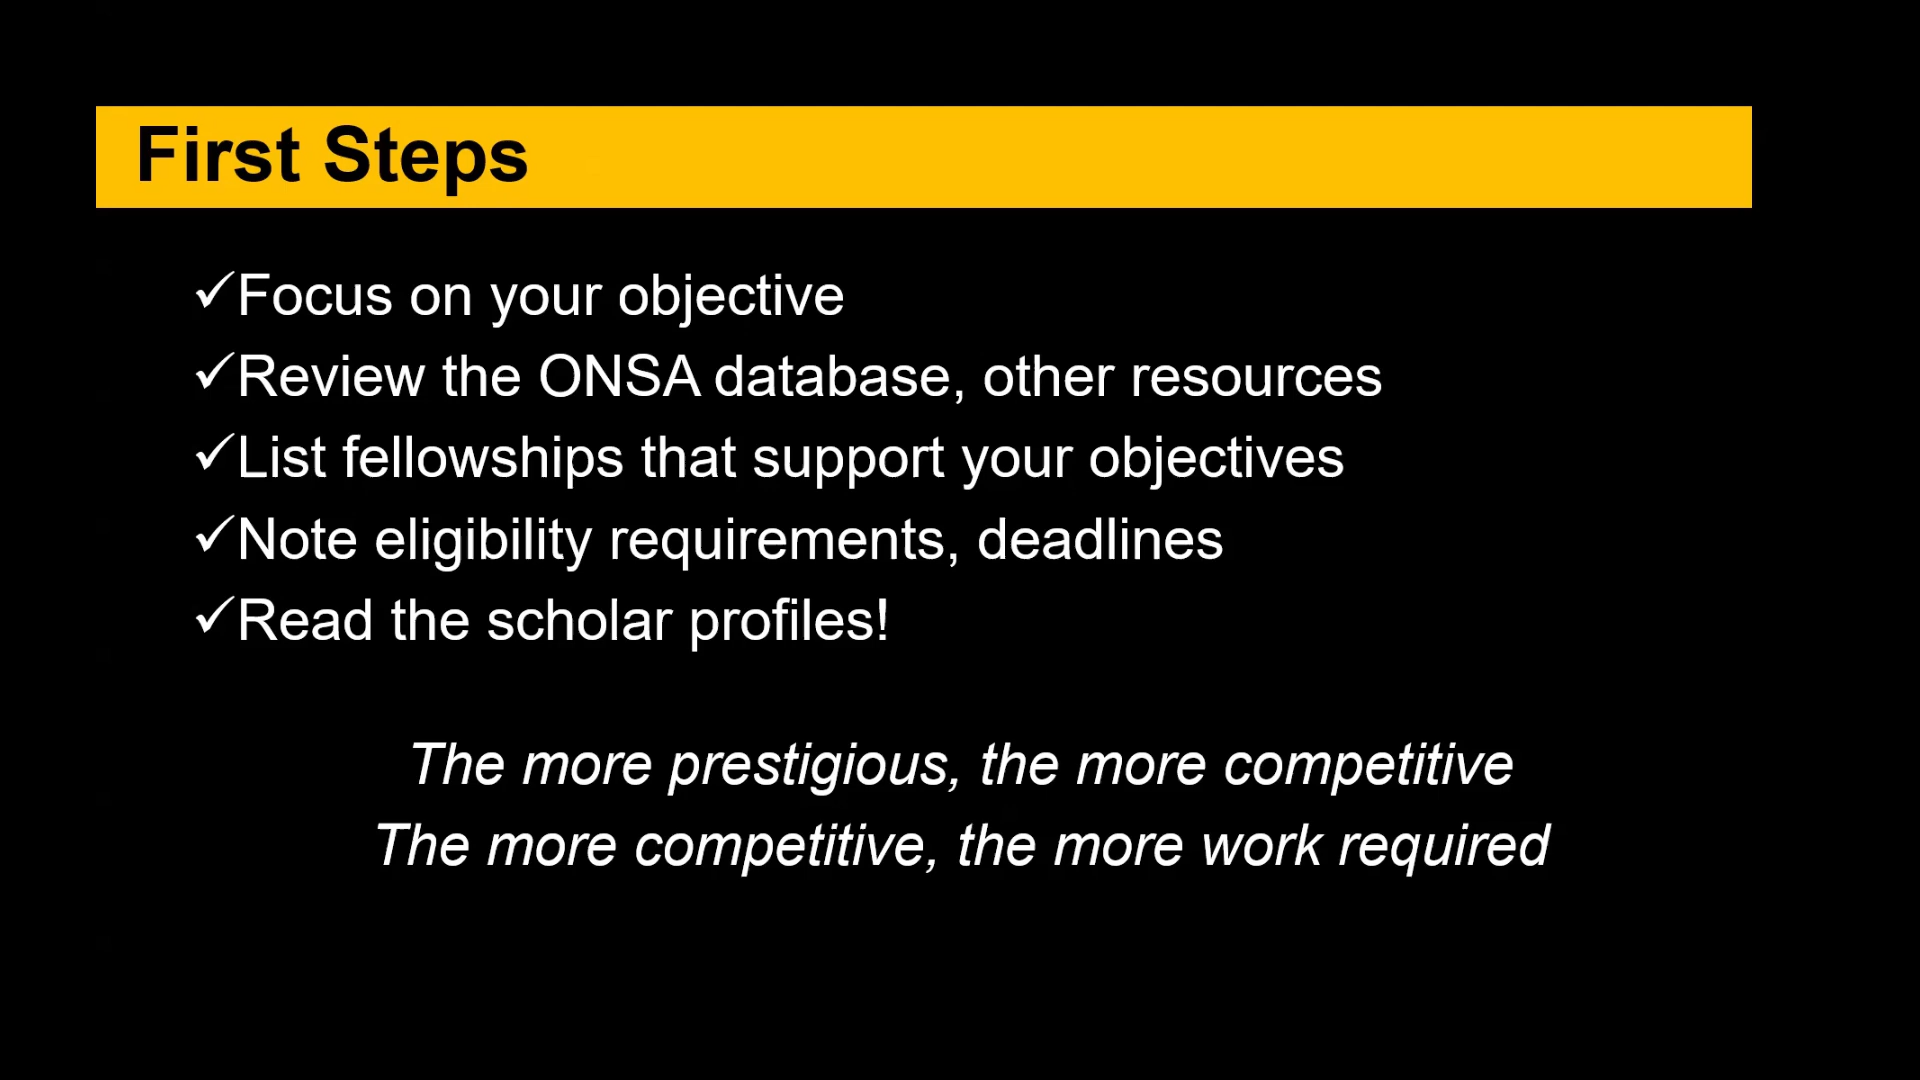 First Steps
✓Focus on your objective
✓Review the ONSA database, other resources
✓List fellowships that support your objectives
✓Note eligibility requirements, deadlines
✓Read the scholar profiles!
The more prestigious, the more competitive
The more competitive, the more work required